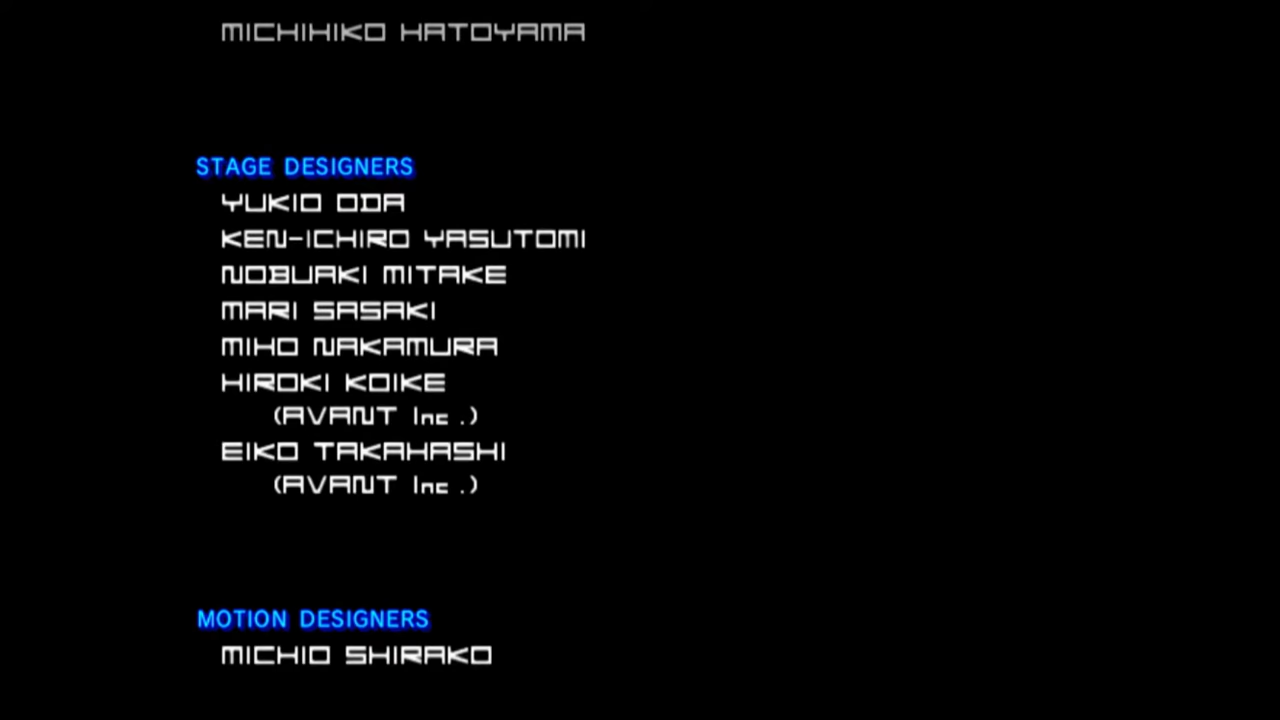 MICHIHIKO HATOYAMA
STAGE DESIGNERS
YUKIO ODA
KEN-ICHIRO YASUTOMI
NOBUAKI MITAKE
MARI SASAKI
MIHO NAKAMURA
HIROKI KOIKE
(AVANT Inc.)
EIKO TAKAHASHI
(AVANT Inc.)
MOTION DESIGNERS
MICHIO SHIRAKO